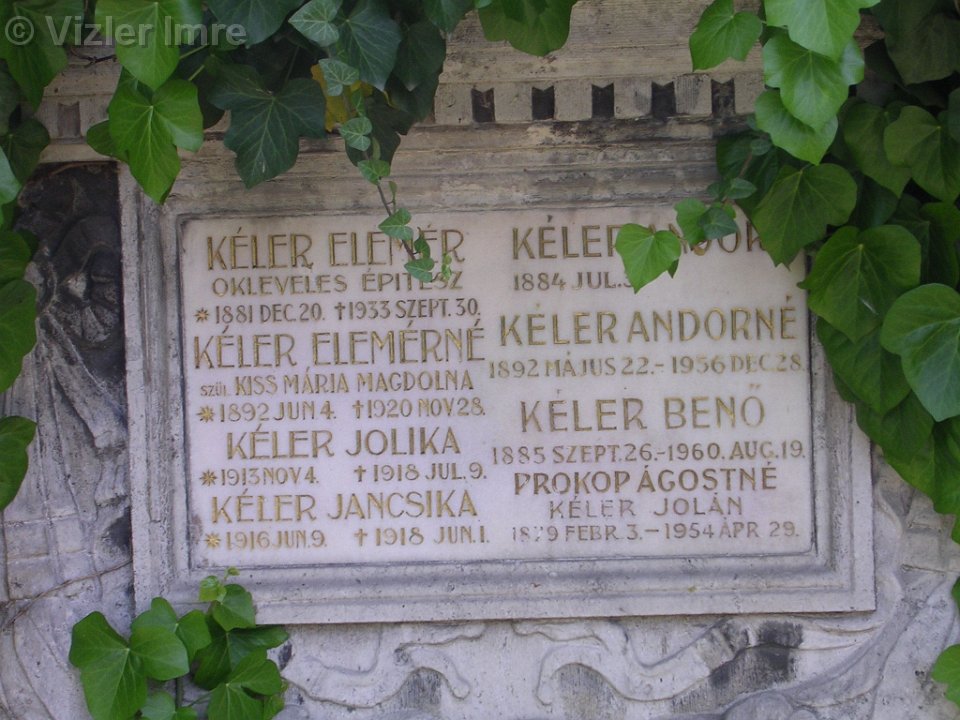 © Vizler Imre
KÉLER ELEMÉR
OKLEVELES ÉPITÉSZ
*1881 DEC. 20. †1933 SZEPT. 30.
KÉLER ELEMÉRNÉ
SZÜL. KISS MÁRIA MAGDOLNA
*1892 JUN 4. †1920 NOV 28.
KÉLER JOLIKA
*1913 NOV 4. †1918 JUL. 9.
KÉLER JANCSIKA
*1916 JUN. 9. †1918 JUN. 1.
KÉLER
1884 JUL.
KÉLER ANDORNÉ
1892 MÁJUS 22.-1956 DEC. 28.
KÉLER BENŐ
1885 SZEPT. 26.-1960. AUG. 19.
PROKOP ÁGOSTNÉ
KÉLER JOLÁN
1879 FEBR. 3.-1954 ÁPR 29.